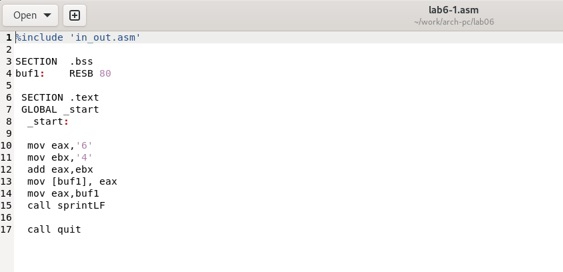 Open lab6-1.asm
~/work/arch-pc/lab06
1 %include 'in_out.asm'
2
3 SECTION  .bss
4 buf1:    RESB 80
5
6  SECTION .text
7  GLOBAL _start
8   _start:
9
10   mov eax,'6'
11   mov ebx,'4'
12   add eax,ebx
13   mov [buf1], eax
14   mov eax,buf1
15   call sprintLF
16
17   call quit